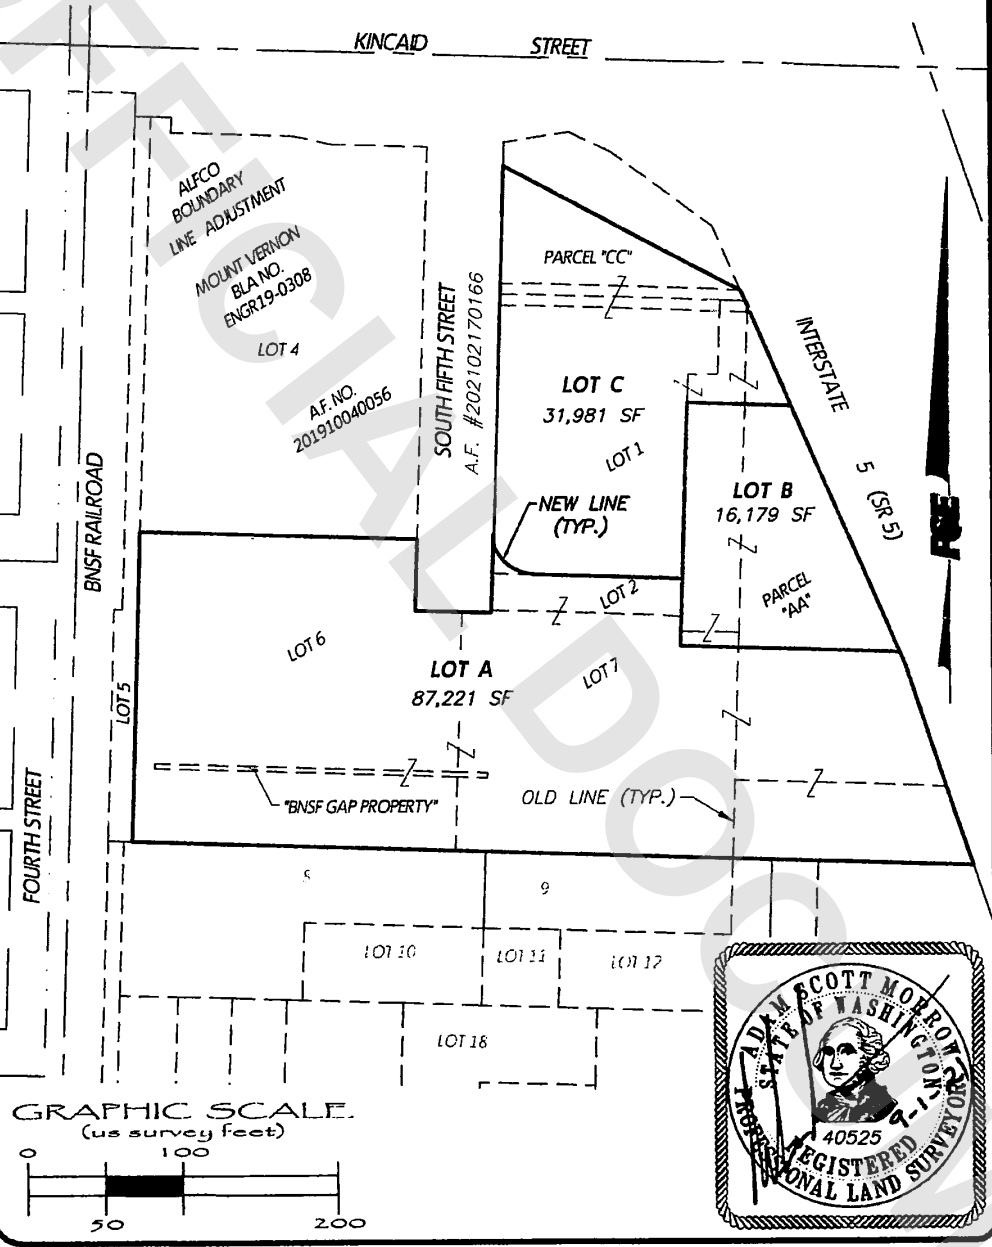 KINCAID STREET
ALFCO
BOUNDARY
LINE ADJUSTMENT
MOUNT VERNON
BLA NO.
ENGR19-0308
LOT 4
A.F. NO.
201910040056
SOUTH FIFTH STREET
A.F. #202102170166
PARCEL "CC"
LOT C
31,981 SF
LOT 1
NEW LINE
(TYP.)
LOT B
16,179 SF
PARCEL
"AA"
INTERSTATE 5 (SR 5)
BNSF RAILROAD
LOT 2
LOT 6
LOT A
87,221 SF
LOT 7
LOT 5
"BNSF GAP PROPERTY"
OLD LINE (TYP.)
FOURTH STREET
9
LOT 10
LOT 11
LOT 12
LOT 18
GRAPHIC SCALE
(us survey feet)
0 100
50 200
ADAM SCOTT MORROW
STATE OF WASHINGTON
40525
REGISTERED
PROFESSIONAL LAND SURVEYOR
OFFICIAL DOCUM